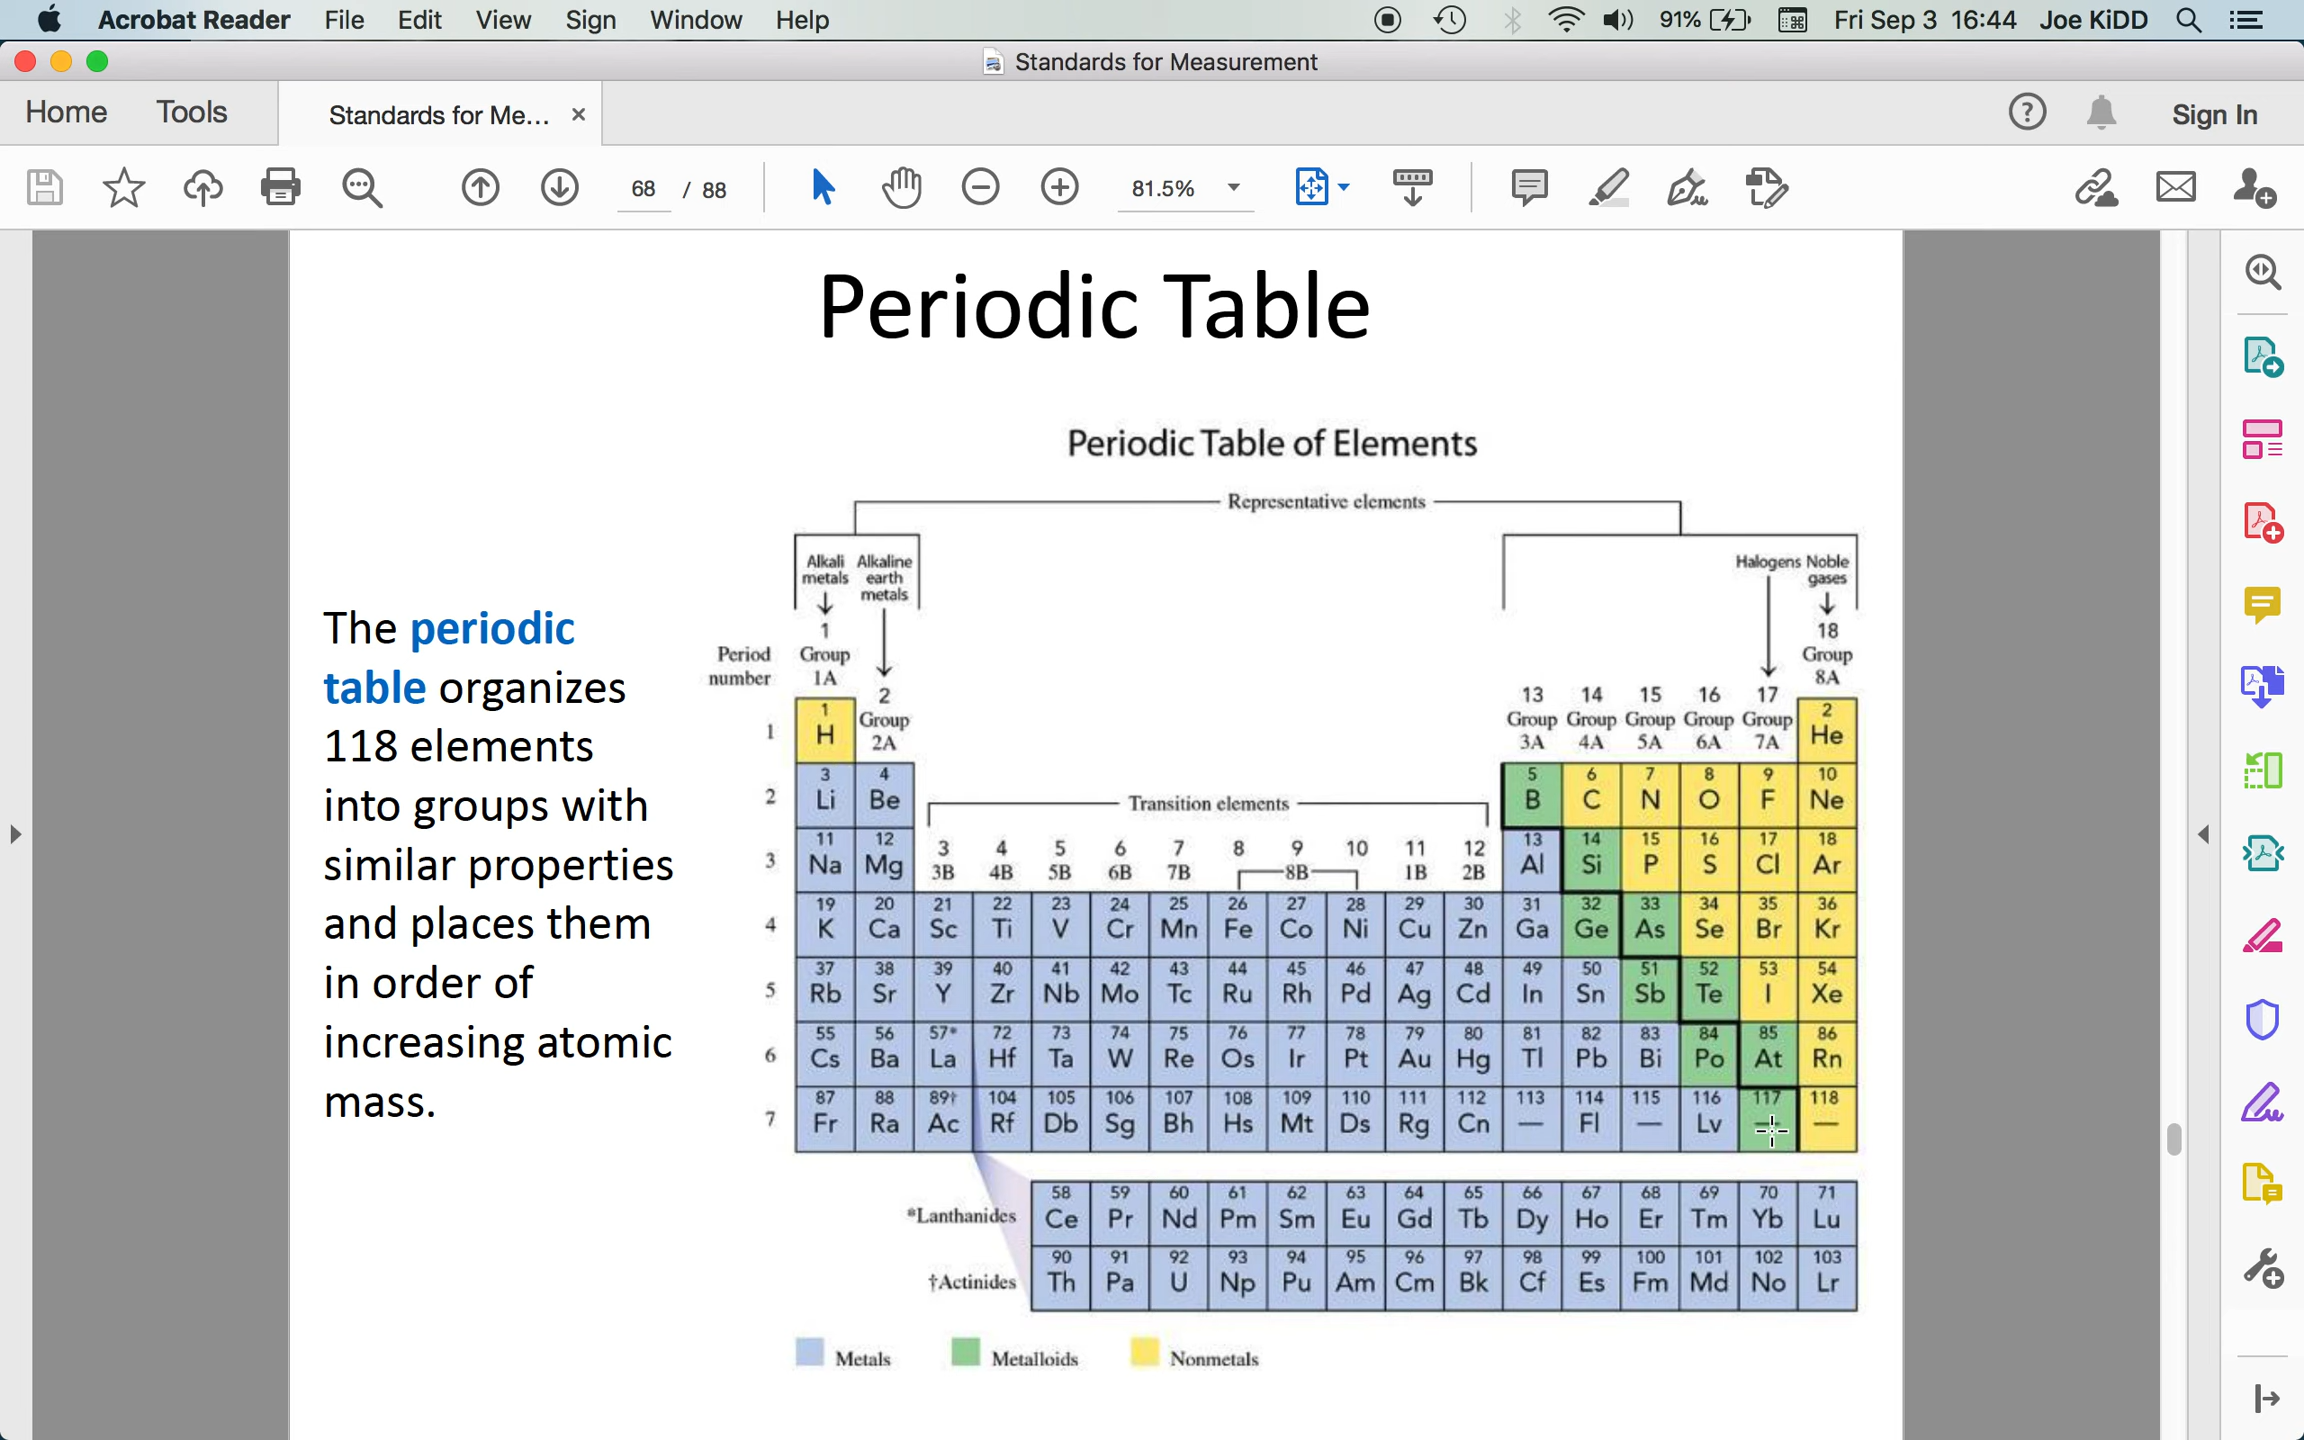 Acrobat Reader File Edit View Sign Window Help 91% Fri Sep 3 16:44 Joe KiDD
Standards for Measurement
Home Tools Standards for Me... × ? Sign In
68 / 88 81.5%
Periodic Table
Periodic Table of Elements
Representative elements
Alkali metals
Alkaline earth metals
Halogens
Noble gases
The periodic
table organizes
118 elements
into groups with
similar properties
and places them
in order of
increasing atomic
mass.
Period number
1 Group 1A
2 Group 2A
13 14 15 16 17 18
Group Group Group Group Group Group
3A 4A 5A 6A 7A 8A
1 2
1 H He
3 4 5 6 7 8 9 10
2 Li Be B C N O F Ne
Transition elements
11 12 13 14 15 16 17 18
3 Na Mg Al Si P S Cl Ar
3 4 5 6 7 8 9 10 11 12
3B 4B 5B 6B 7B 8B 1B 2B
19 20 21 22 23 24 25 26 27 28 29 30 31 32 33 34 35 36
4 K Ca Sc Ti V Cr Mn Fe Co Ni Cu Zn Ga Ge As Se Br Kr
37 38 39 40 41 42 43 44 45 46 47 48 49 50 51 52 53 54
5 Rb Sr Y Zr Nb Mo Tc Ru Rh Pd Ag Cd In Sn Sb Te I Xe
55 56 57* 72 73 74 75 76 77 78 79 80 81 82 83 84 85 86
6 Cs Ba La Hf Ta W Re Os Ir Pt Au Hg Tl Pb Bi Po At Rn
87 88 89† 104 105 106 107 108 109 110 111 112 113 114 115 116 117 118
7 Fr Ra Ac Rf Db Sg Bh Hs Mt Ds Rg Cn — Fl — Lv — —
58 59 60 61 62 63 64 65 66 67 68 69 70 71
*Lanthanides Ce Pr Nd Pm Sm Eu Gd Tb Dy Ho Er Tm Yb Lu
90 91 92 93 94 95 96 97 98 99 100 101 102 103
†Actinides Th Pa U Np Pu Am Cm Bk Cf Es Fm Md No Lr
Metals Metalloids Nonmetals